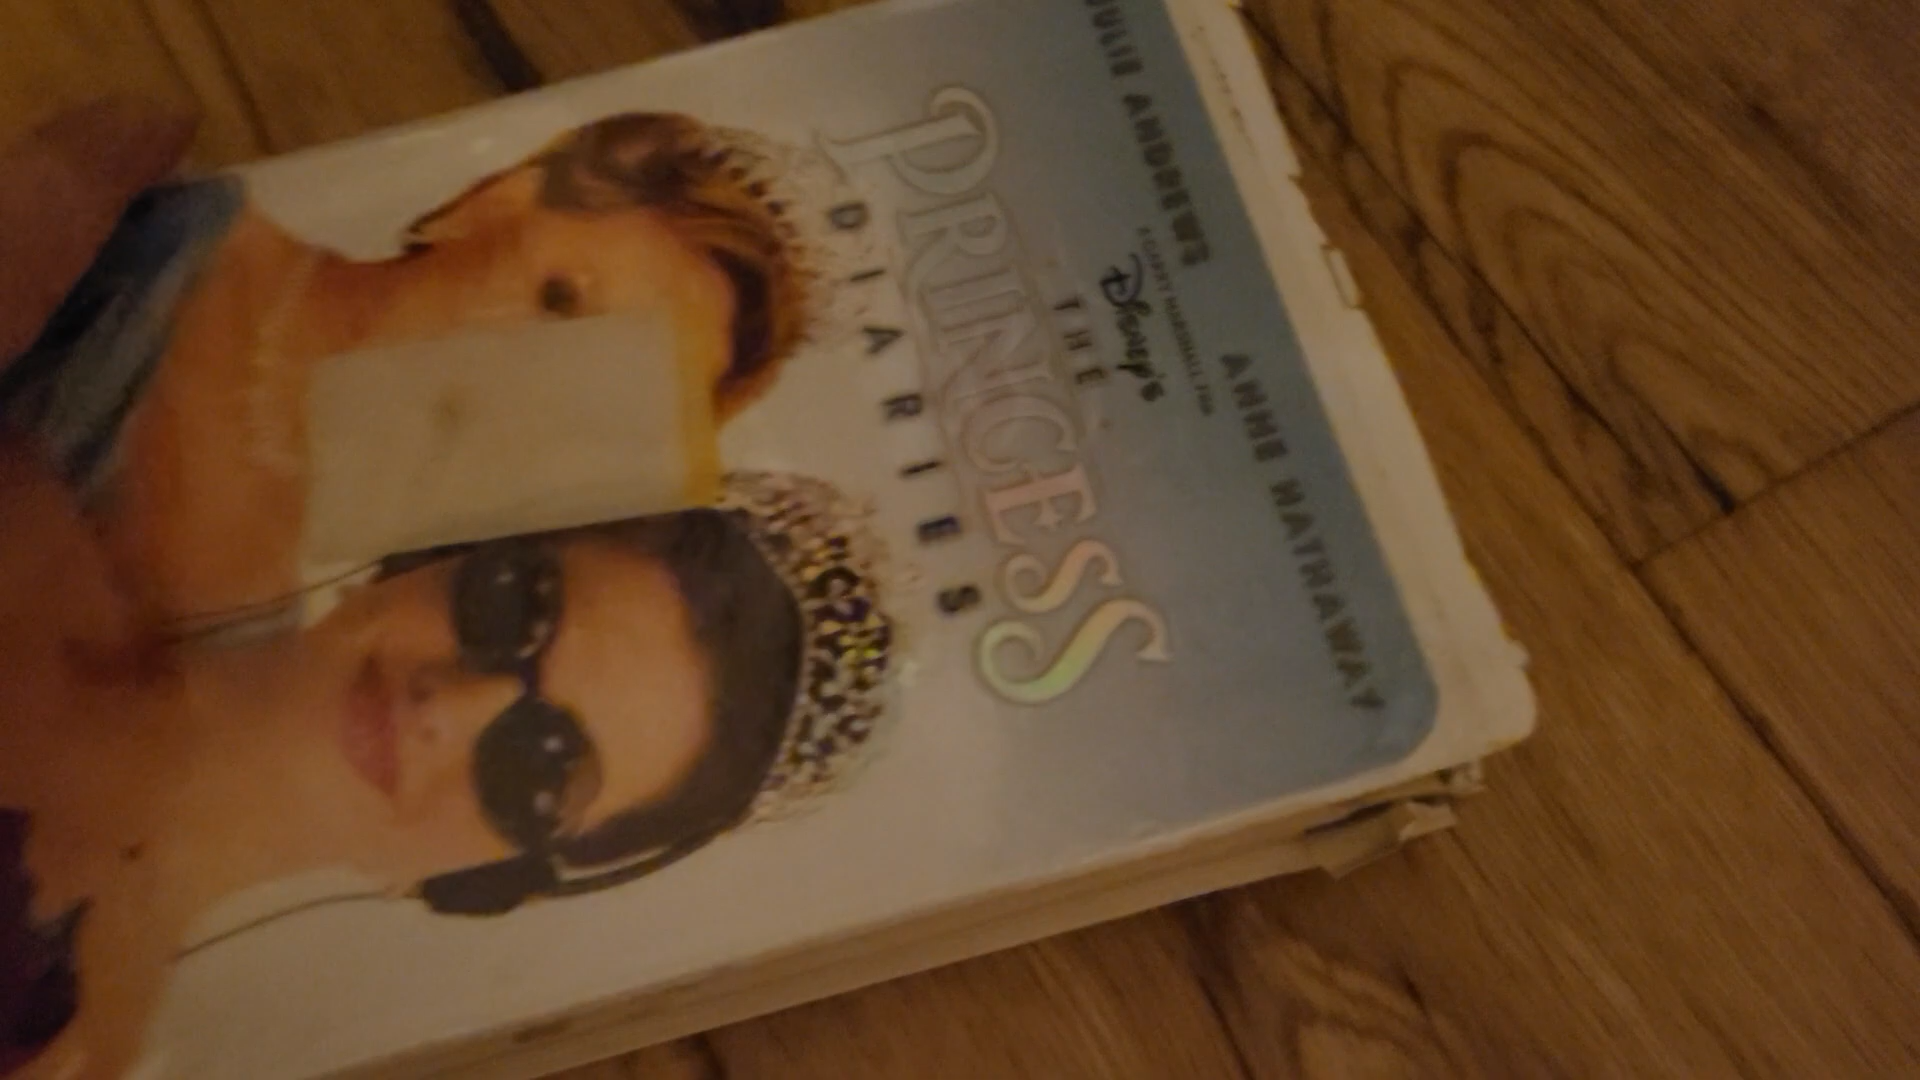 JULIE ANDREWS ANNE HATHAWAY
A GARRY MARSHALL FILM
Disney's
THE
PRINCESS
DIARIES